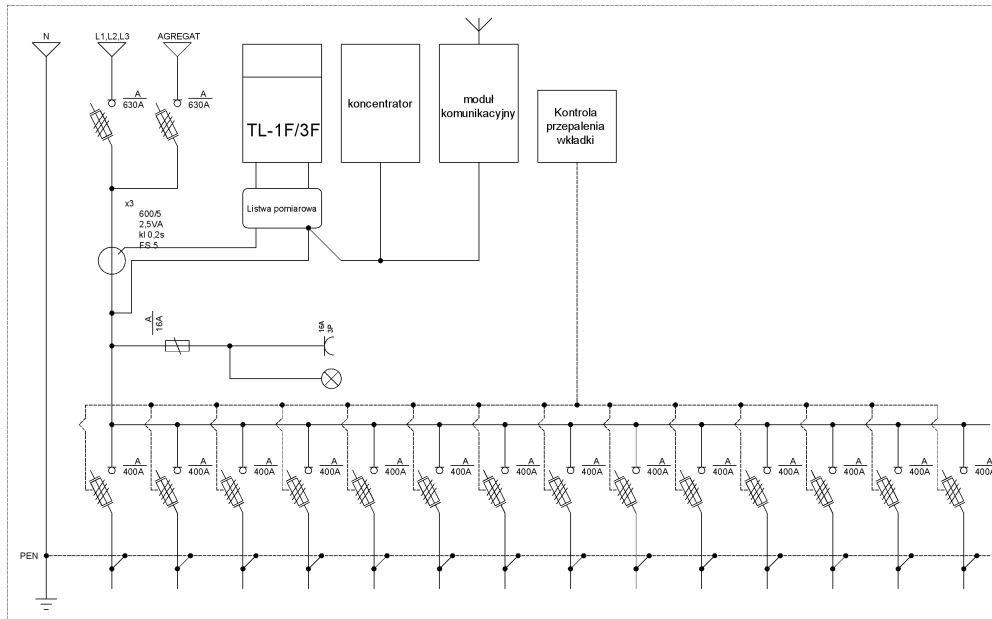 N
L1,L2,L3
AGREGAT
A
630A
A
630A
TL-1F/3F
koncentrator
moduł
komunikacyjny
Kontrola
przepalenia
wkładki
Listwa pomiarowa
x3
600/5
2,5VA
kl 0,2s
FS 5
A
16A
16A
3P
A
400A
A
400A
A
400A
A
400A
A
400A
A
400A
A
400A
A
400A
A
400A
A
400A
A
400A
A
400A
A
400A
A
400A
PEN